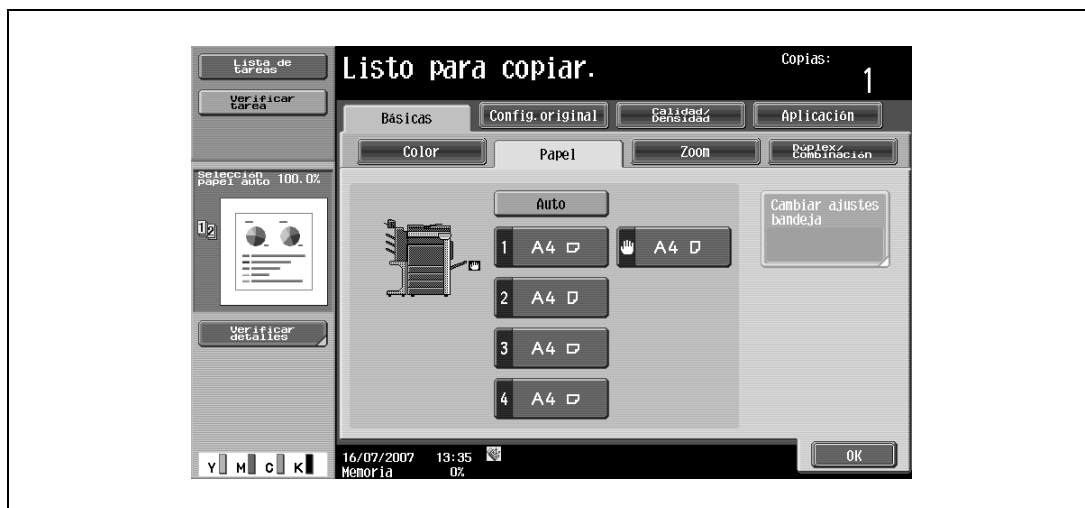 Lista de
tareas
Verificar
tarea
Listo para copiar.
Copias:
1
Básicas
Config.original
Calidad/
Densidad
Aplicación
Color
Papel
Zoom
Dúplex/
Combinación
Selección
papel auto 100.0%
1 2
Auto
1 A4
A4
2 A4
3 A4
4 A4
Cambiar ajustes
bandeja
Verificar
detalles
Y M C K
16/07/2007 13:35
Memoria 0%
OK